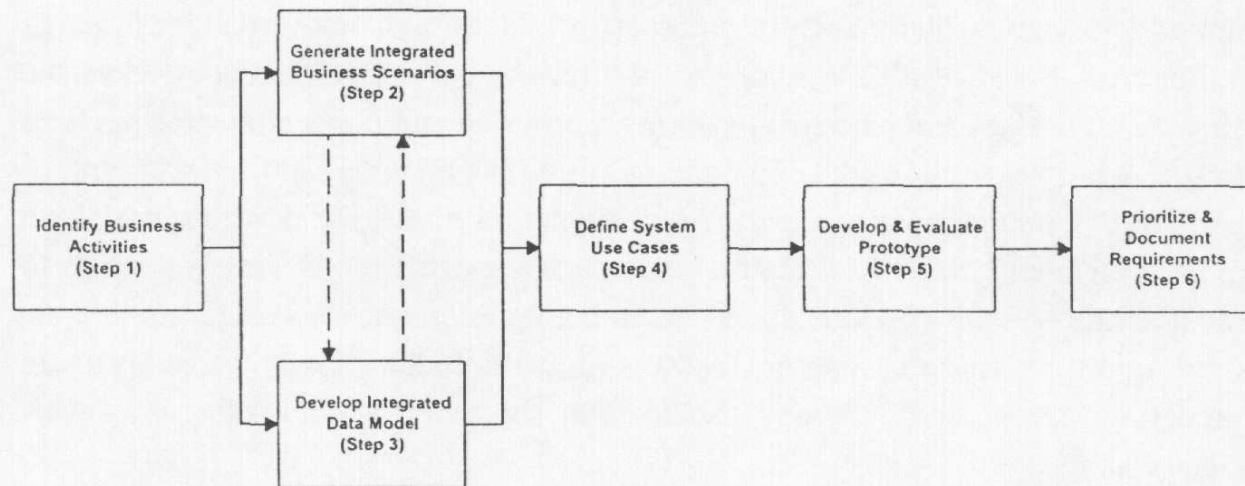 Generate Integrated
Business Scenarios
(Step 2)
Identify Business
Activities
(Step 1)
Develop Integrated
Data Model
(Step 3)
Define System
Use Cases
(Step 4)
Develop & Evaluate
Prototype
(Step 5)
Prioritize &
Document
Requirements
(Step 6)